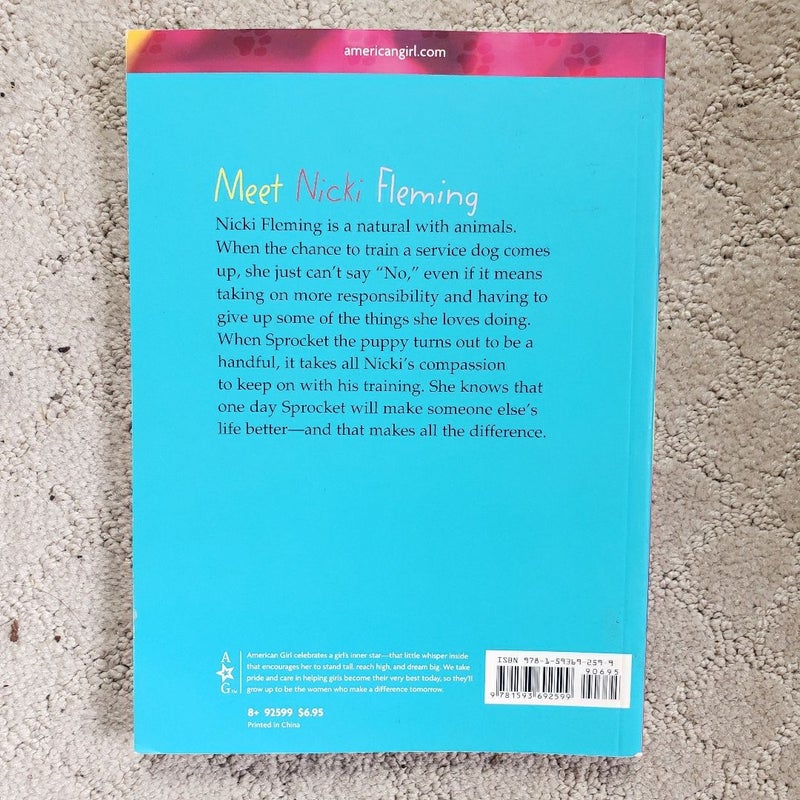 americangirl.com
Meet Nicki Fleming
Nicki Fleming is a natural with animals.
When the chance to train a service dog comes
up, she just can't say “No,” even if it means
taking on more responsibility and having to
give up some of the things she loves doing.
When Sprocket the puppy turns out to be a
handful, it takes all Nicki's compassion
to keep on with his training. She knows that
one day Sprocket will make someone else's
life better—and that makes all the difference.
A
G™
American Girl celebrates a girl's inner star—that little whisper inside
that encourages her to stand tall, reach high, and dream big. We take
pride and care in helping girls become their very best today, so they'll
grow up to be the women who make a difference tomorrow.
8+ 92599 $6.95
Printed in China
ISBN 978-1-59369-259-9
90695
9 781593 692599